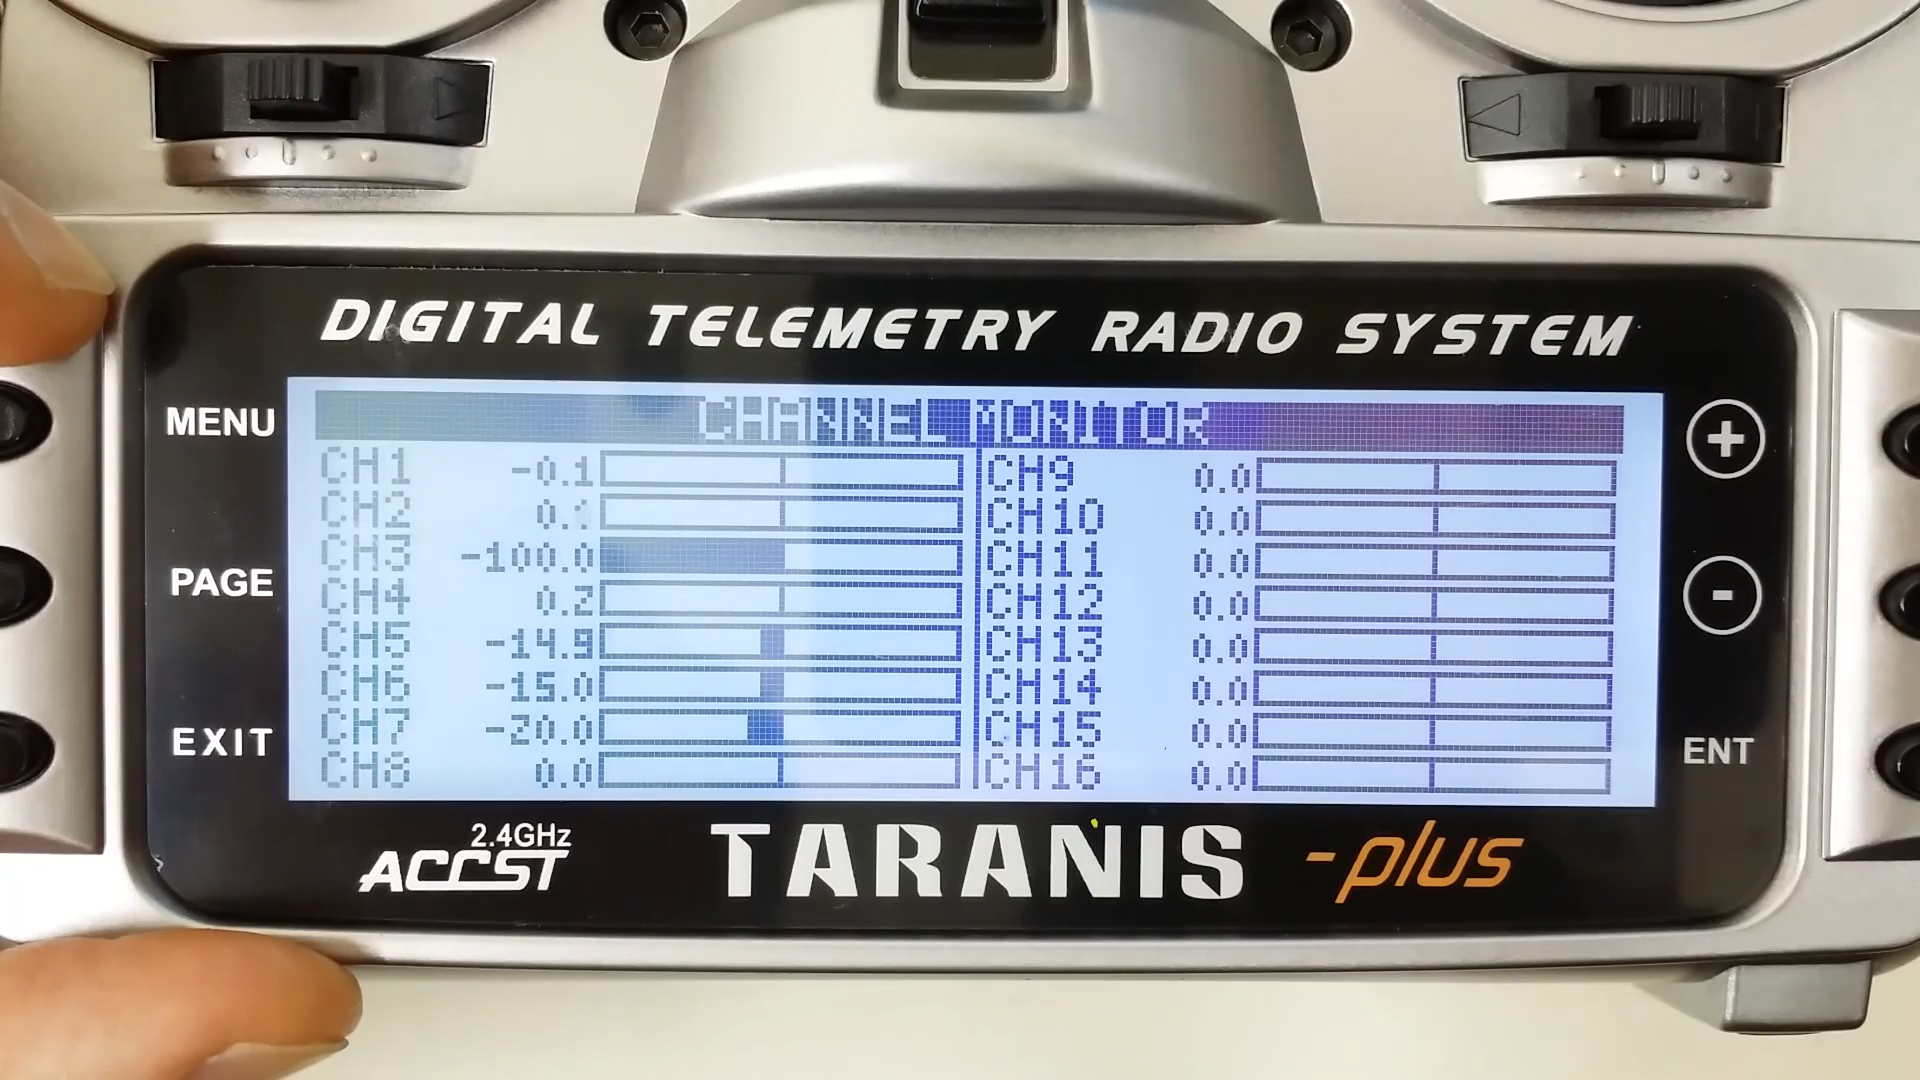 DIGITAL TELEMETRY RADIO SYSTEM
MENU
PAGE
EXIT
CHANNEL MONITOR
CH1 -0.1
CH2
CH3 -100.0
CH4 0.2
CH5 -14.9
CH6 -15.0
CH7 -20.0
CH8 0.0
CH9 0.0
CH10 0.0
CH11 0.0
CH12 0.0
CH13 0.0
CH14 0.0
CH15 0.0
CH16 0.0
+
-
ENT
2.4GHz
ACCST
TARANIS -plus